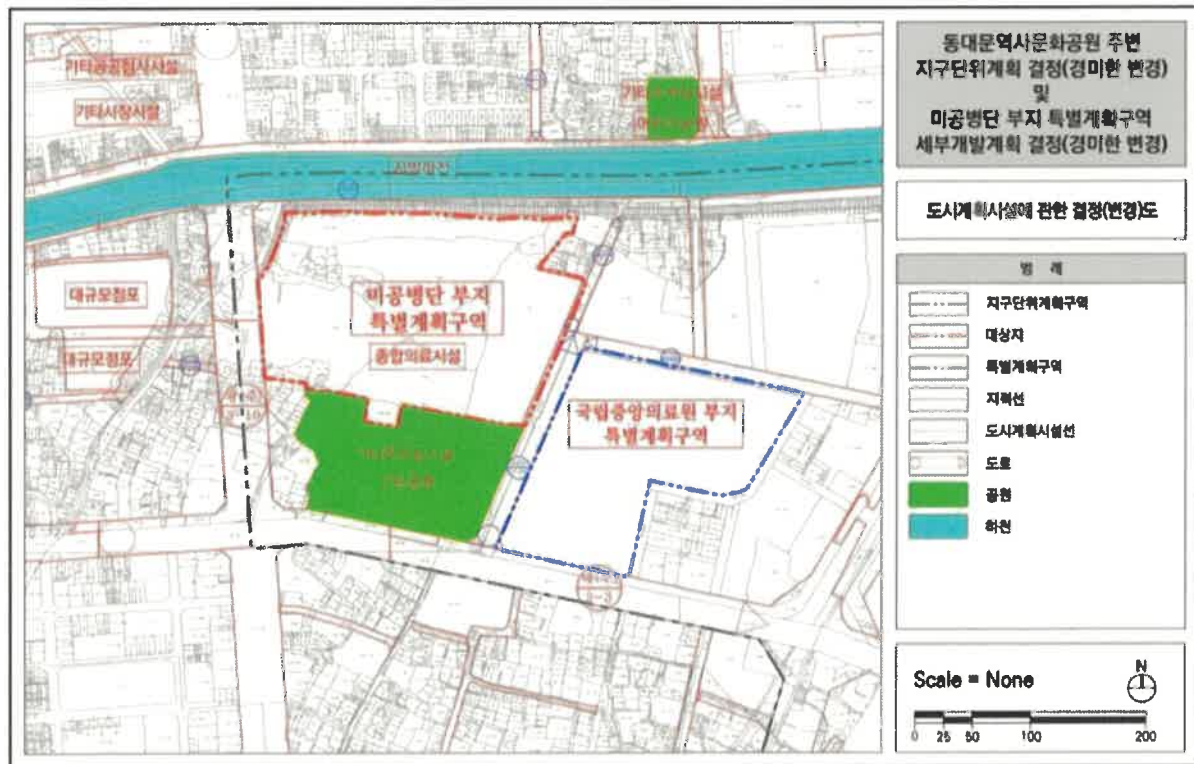 동대문역사문화공원 주변
지구단위계획 결정(경미한 변경)
및
미공병단 부지 특별계획구역
세부개발계획 결정(경미한 변경)
도시계획시설에 관한 결정(변경)도
범 례
지구단위계획구역
대상지
특별계획구역
지적선
도시계획시설선
도로
공원
하천
Scale = None
N
0 25 50 100 200
기타시장시설
지방하천
대규모점포
대규모점포
미공병단 부지
특별계획구역
종합의료시설
국립중앙의료원 부지
특별계획구역